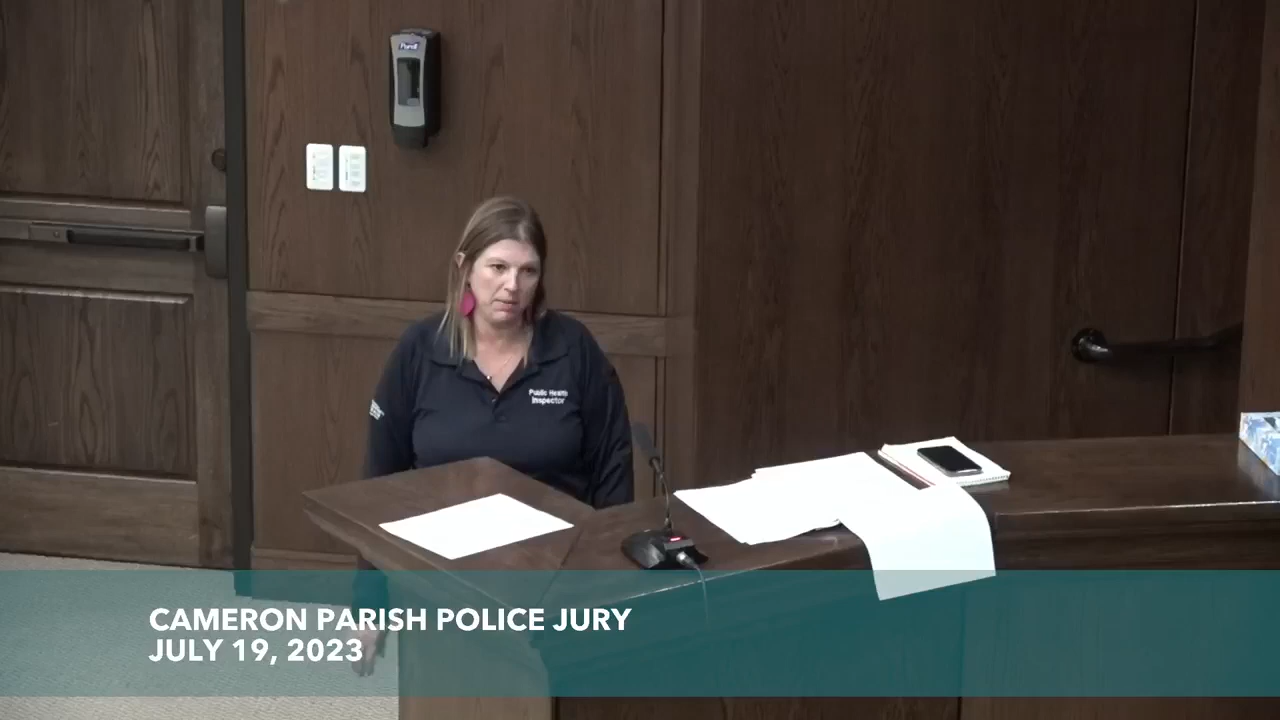 Purell
Public Health
Inspector
CAMERON PARISH POLICE JURY
JULY 19, 2023